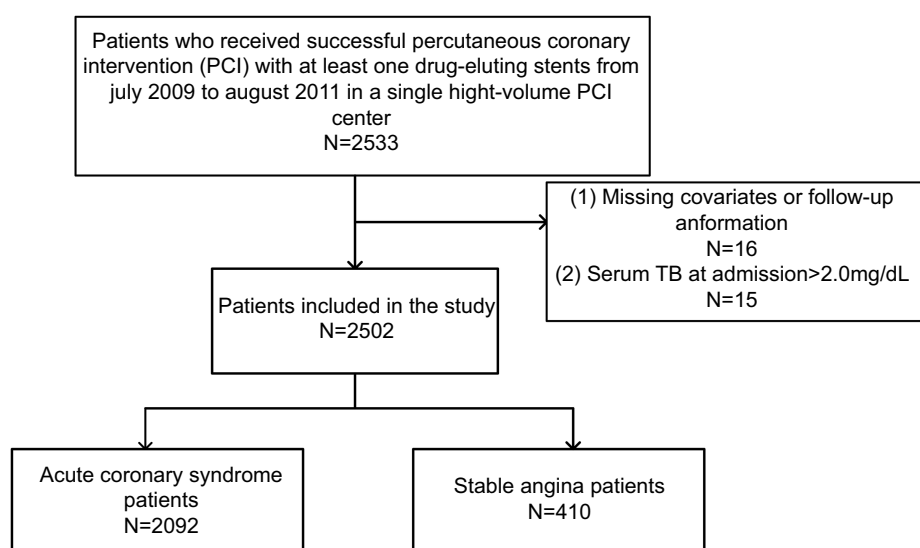 Patients who received successful percutaneous coronary
intervention (PCI) with at least one drug-eluting stents from
july 2009 to august 2011 in a single hight-volume PCI
center
N=2533
(1) Missing covariates or follow-up
anformation
N=16
(2) Serum TB at admission>2.0mg/dL
N=15
Patients included in the study
N=2502
Acute coronary syndrome
patients
N=2092
Stable angina patients
N=410